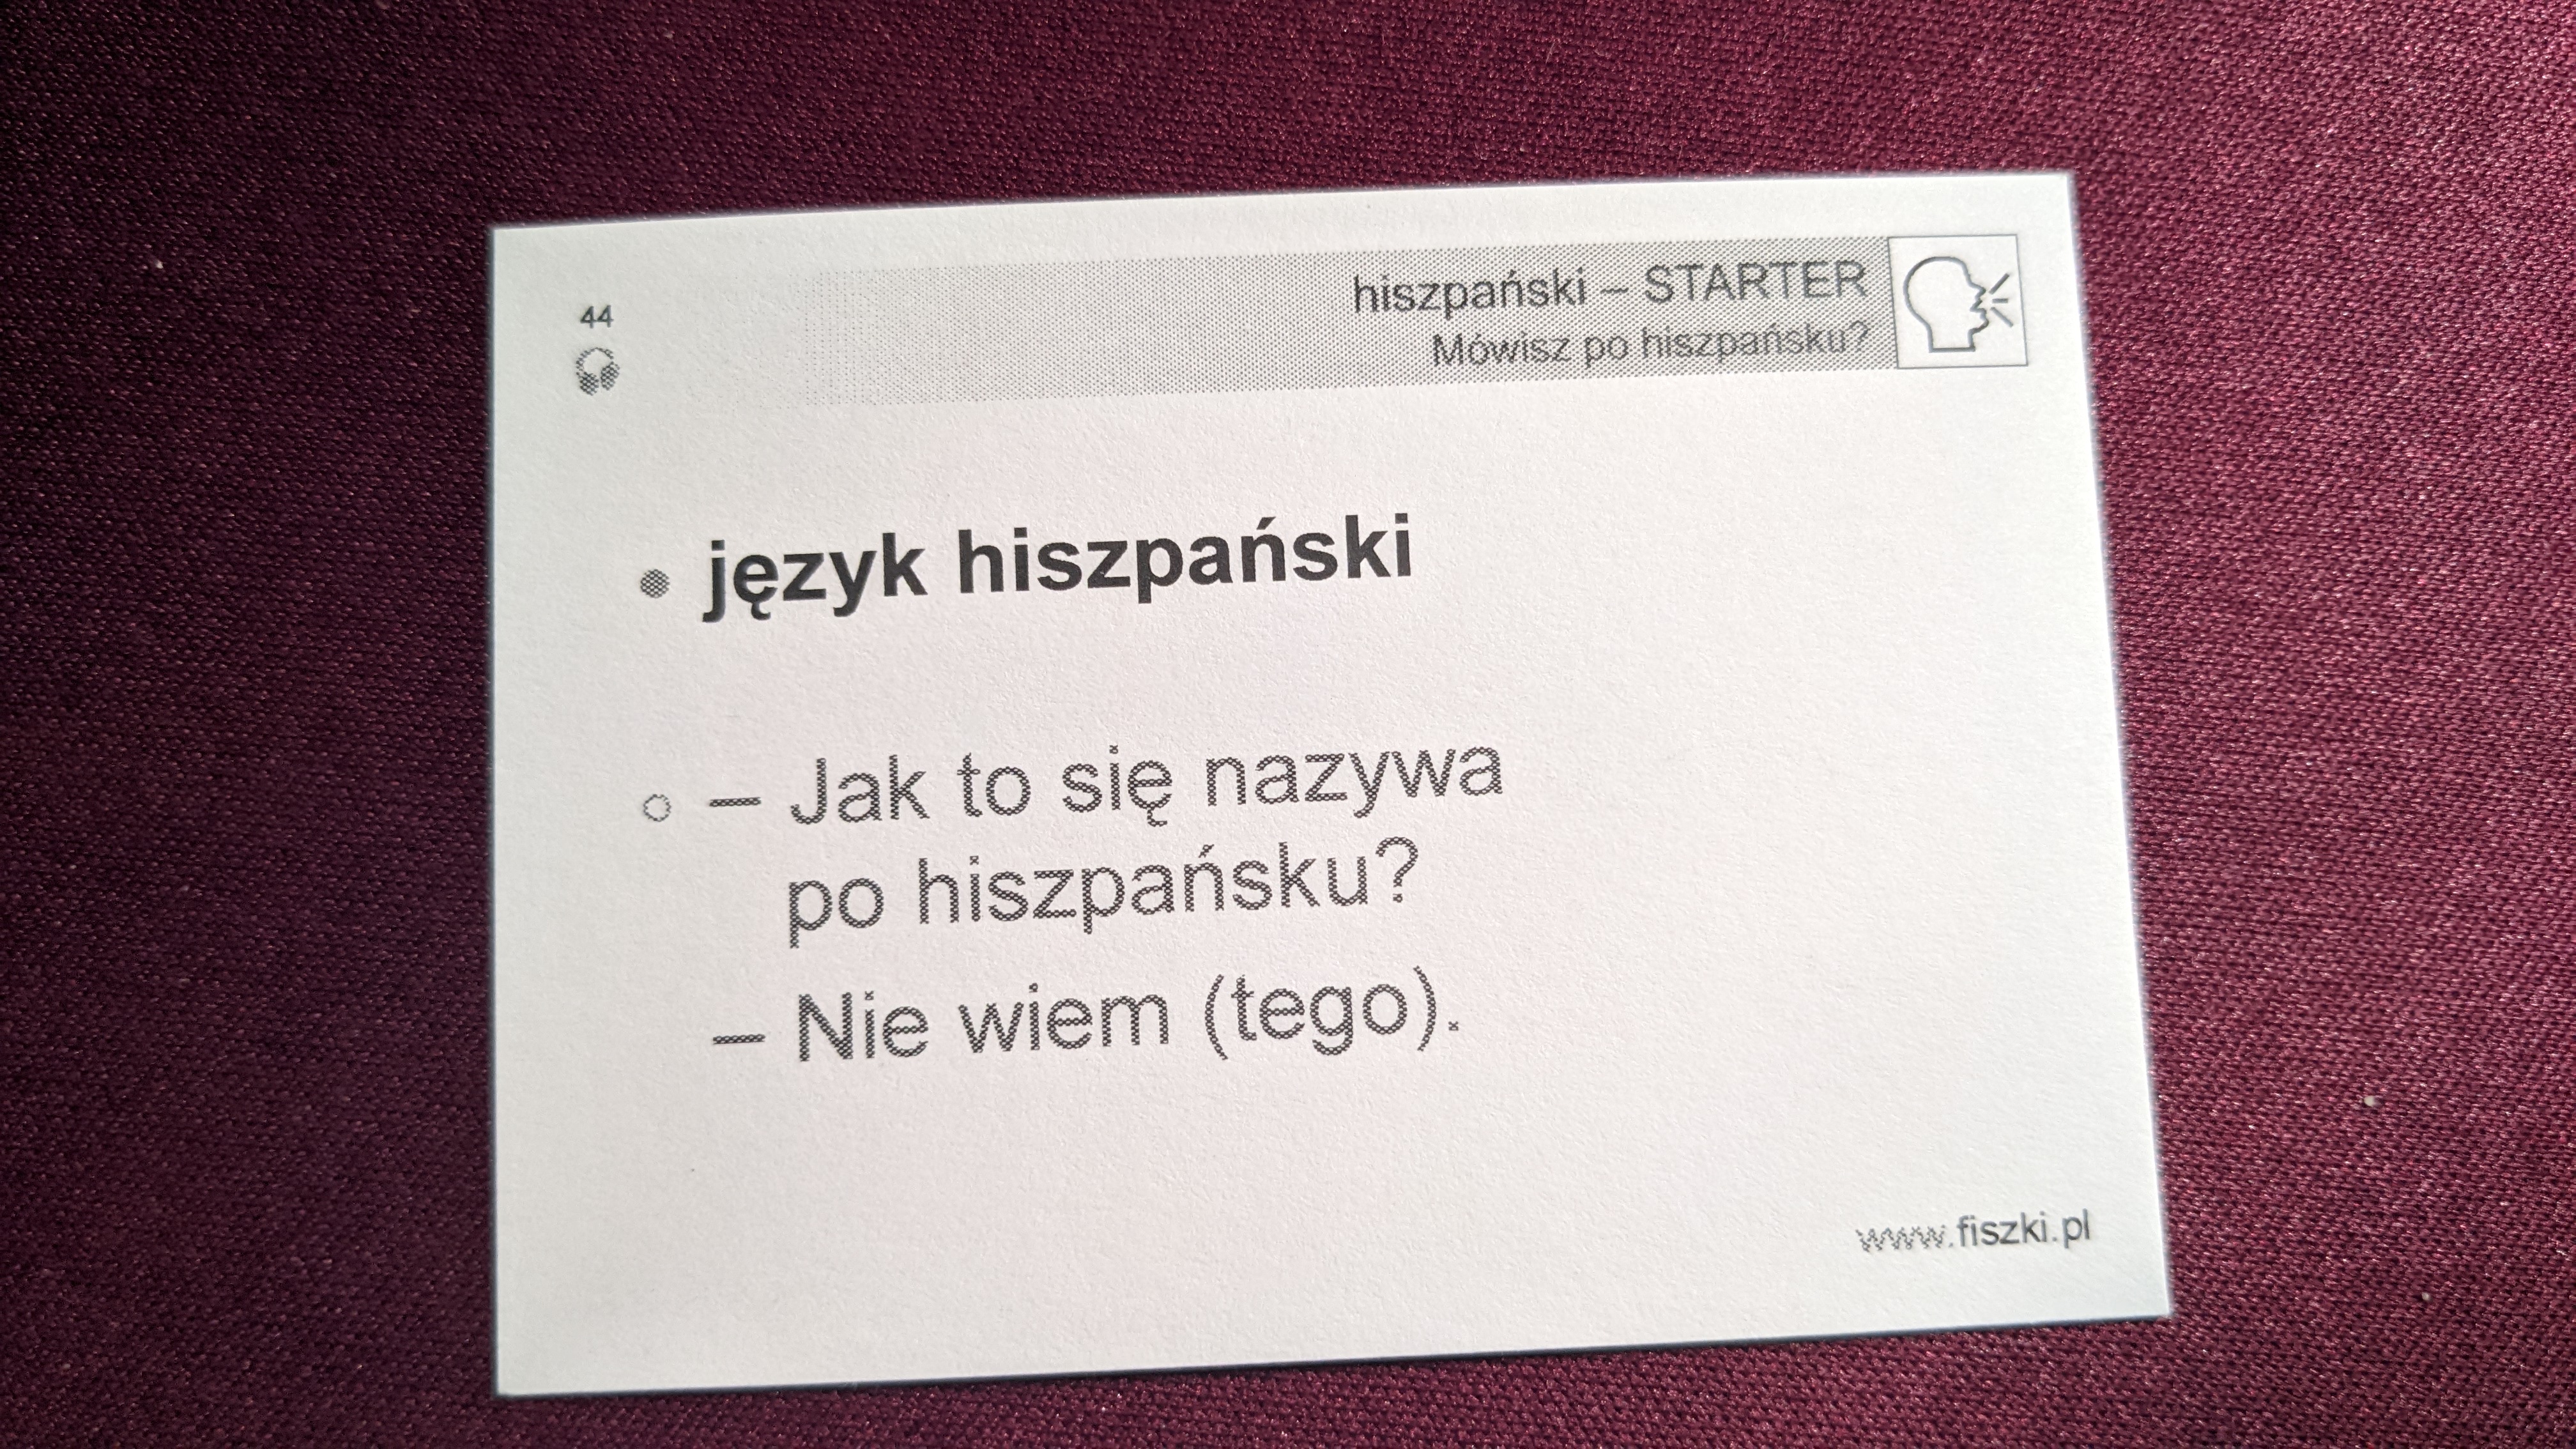 44
hiszpański – STARTER
Mówisz po hiszpańsku?
• język hiszpański
○ – Jak to się nazywa
po hiszpańsku?
– Nie wiem (tego).
www.fiszki.pl